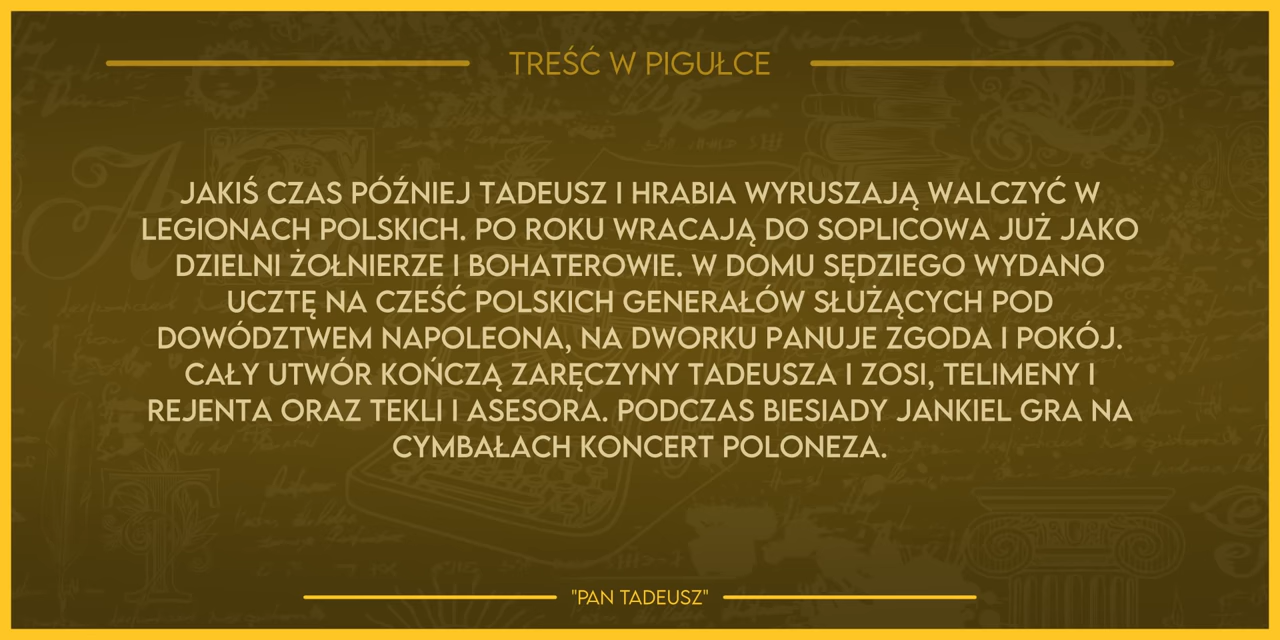 TREŚĆ W PIGUŁCE
JAKIŚ CZAS PÓŹNIEJ TADEUSZ I HRABIA WYRUSZAJĄ WALCZYĆ W
LEGIONACH POLSKICH. PO ROKU WRACAJĄ DO SOPLICOWA JUŻ JAKO
DZIELNI ŻOŁNIERZE I BOHATEROWIE. W DOMU SĘDZIEGO WYDANO
UCZTĘ NA CZEŚĆ POLSKICH GENERAŁÓW SŁUŻĄCYCH POD
DOWÓDZTWEM NAPOLEONA, NA DWORKU PANUJE ZGODA I POKÓJ.
CAŁY UTWÓR KOŃCZĄ ZARĘCZYNY TADEUSZA I ZOSI, TELIMENY I
REJENTA ORAZ TEKLI I ASESORA. PODCZAS BIESIADY JANKIEL GRA NA
CYMBAŁACH KONCERT POLONEZA.
"PAN TADEUSZ"